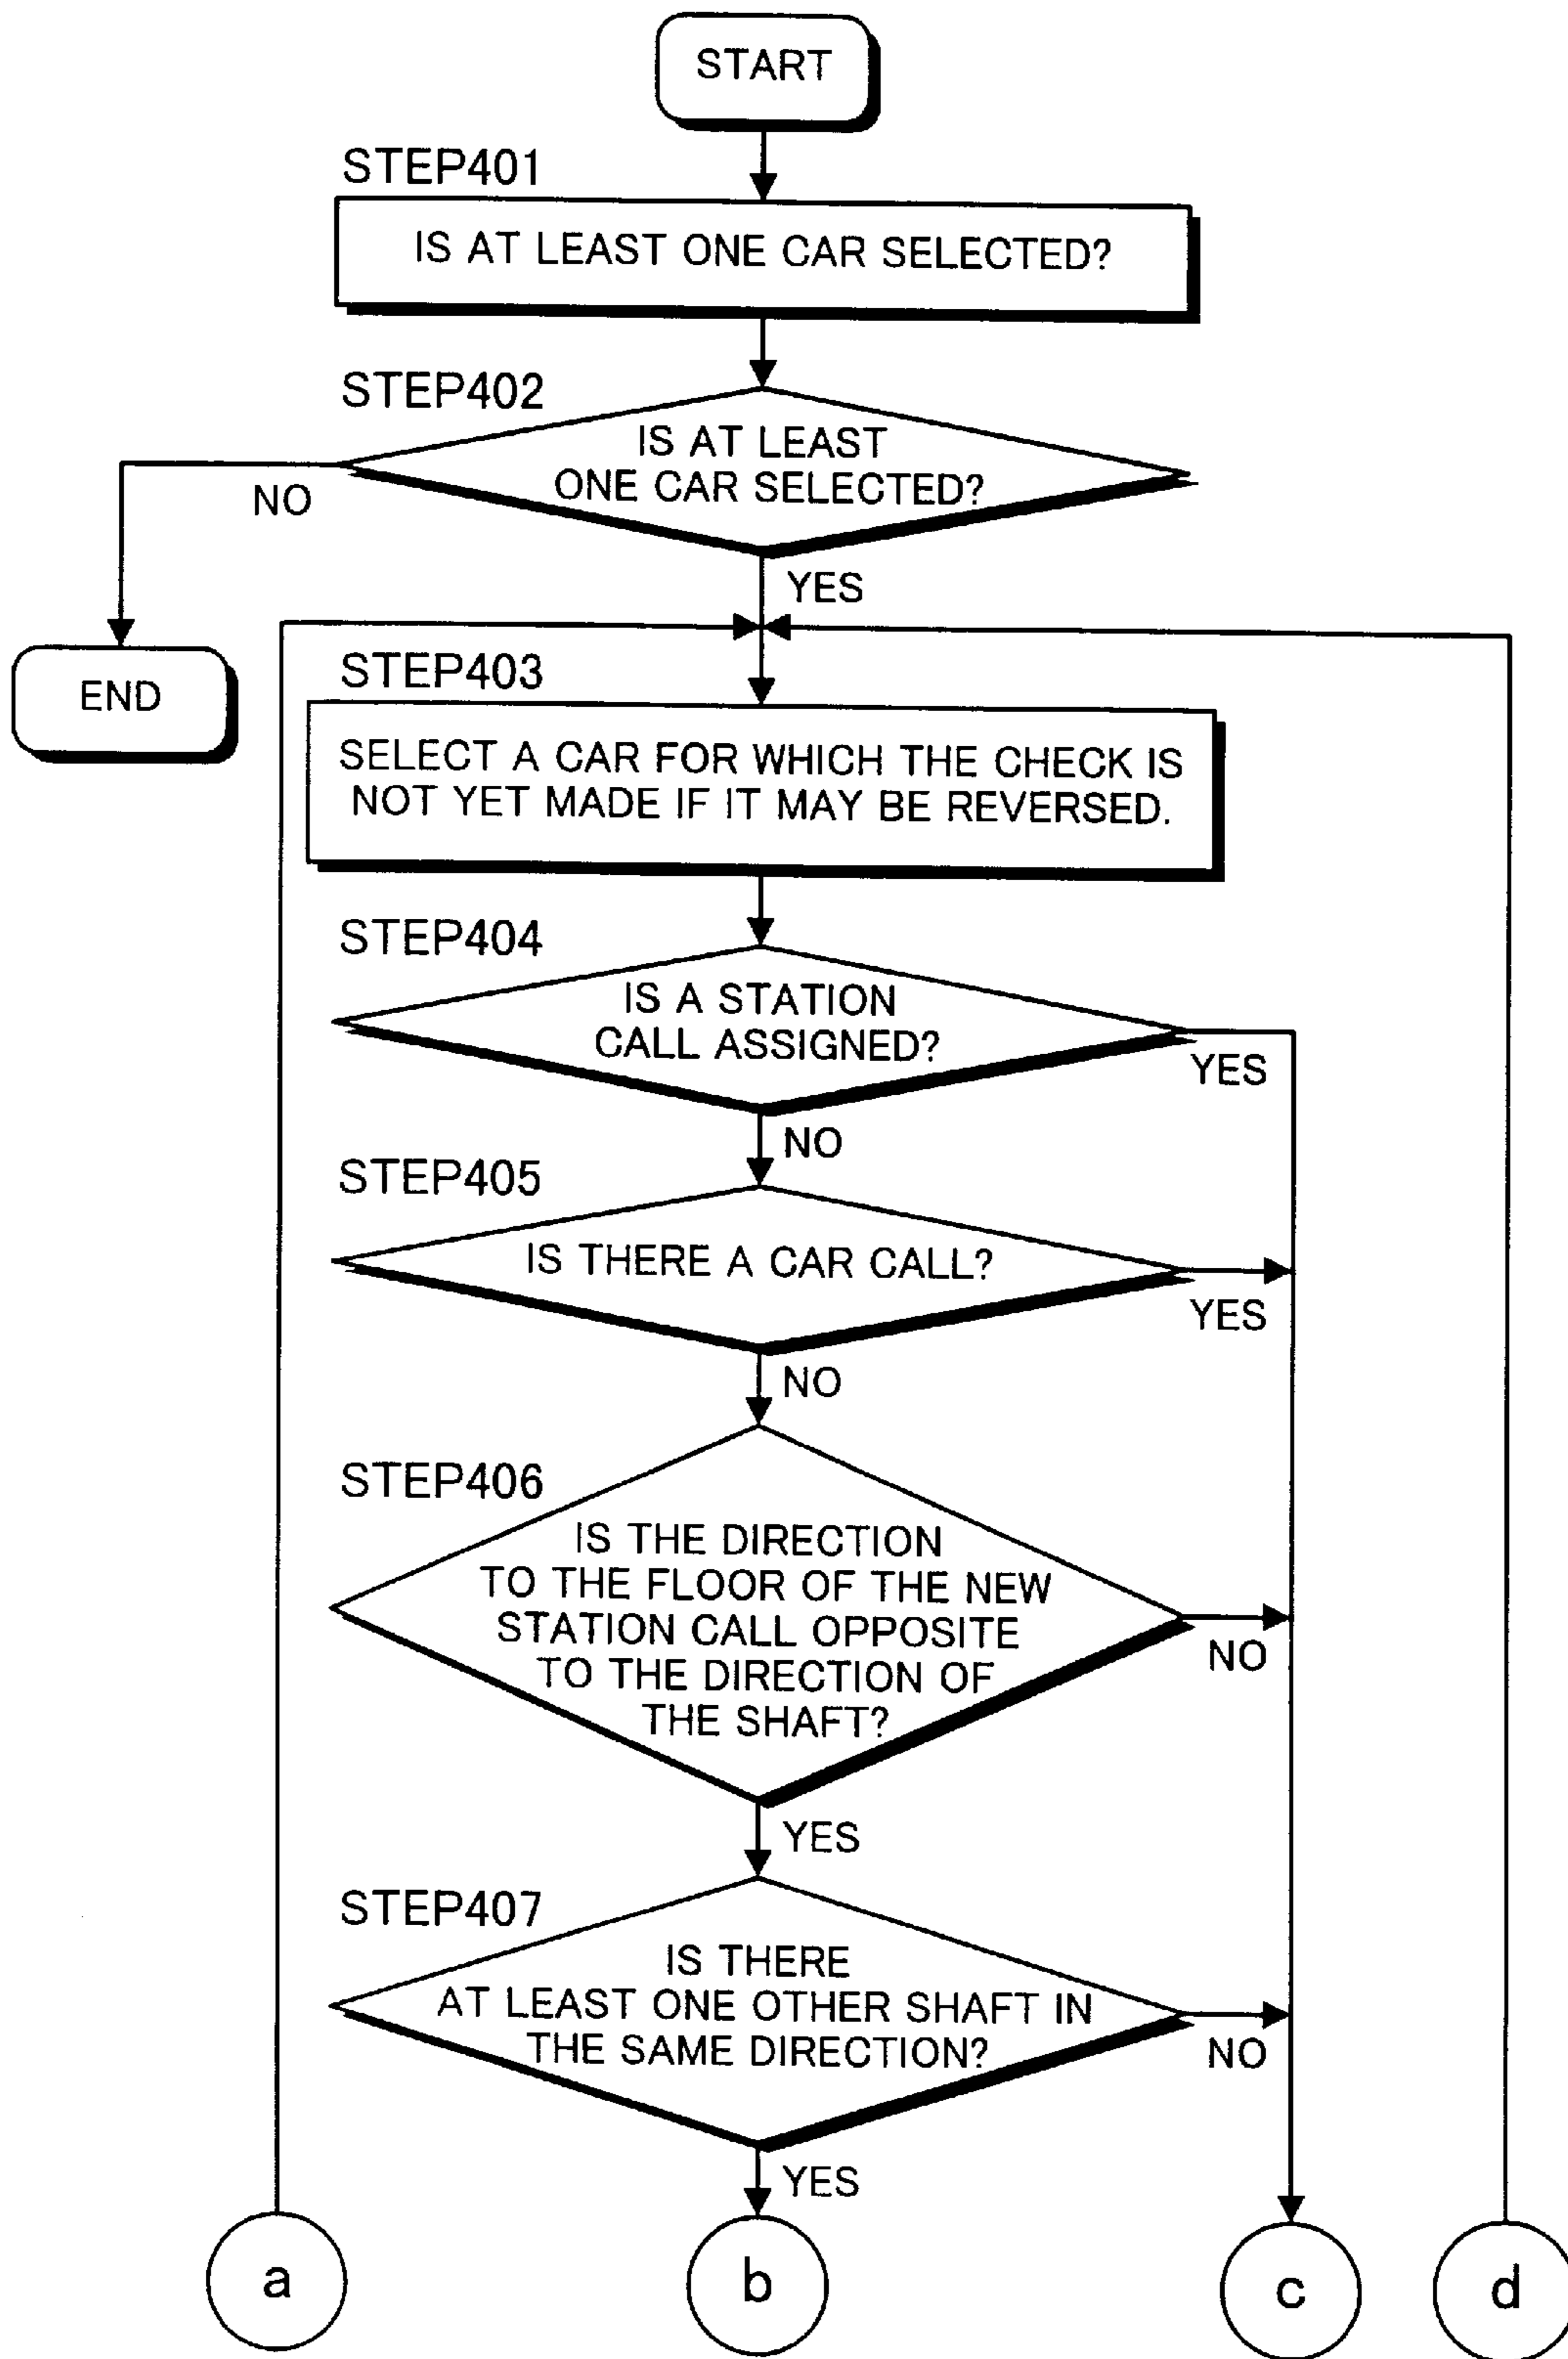 START
STEP401
IS AT LEAST ONE CAR SELECTED?
STEP402
IS AT LEAST
ONE CAR SELECTED?
NO
YES
END
STEP403
SELECT A CAR FOR WHICH THE CHECK IS
NOT YET MADE IF IT MAY BE REVERSED.
STEP404
IS A STATION
CALL ASSIGNED?
YES
NO
STEP405
IS THERE A CAR CALL?
YES
NO
STEP406
IS THE DIRECTION
TO THE FLOOR OF THE NEW
STATION CALL OPPOSITE
TO THE DIRECTION OF
THE SHAFT?
NO
YES
STEP407
IS THERE
AT LEAST ONE OTHER SHAFT IN
THE SAME DIRECTION?
NO
YES
a
b
c
d